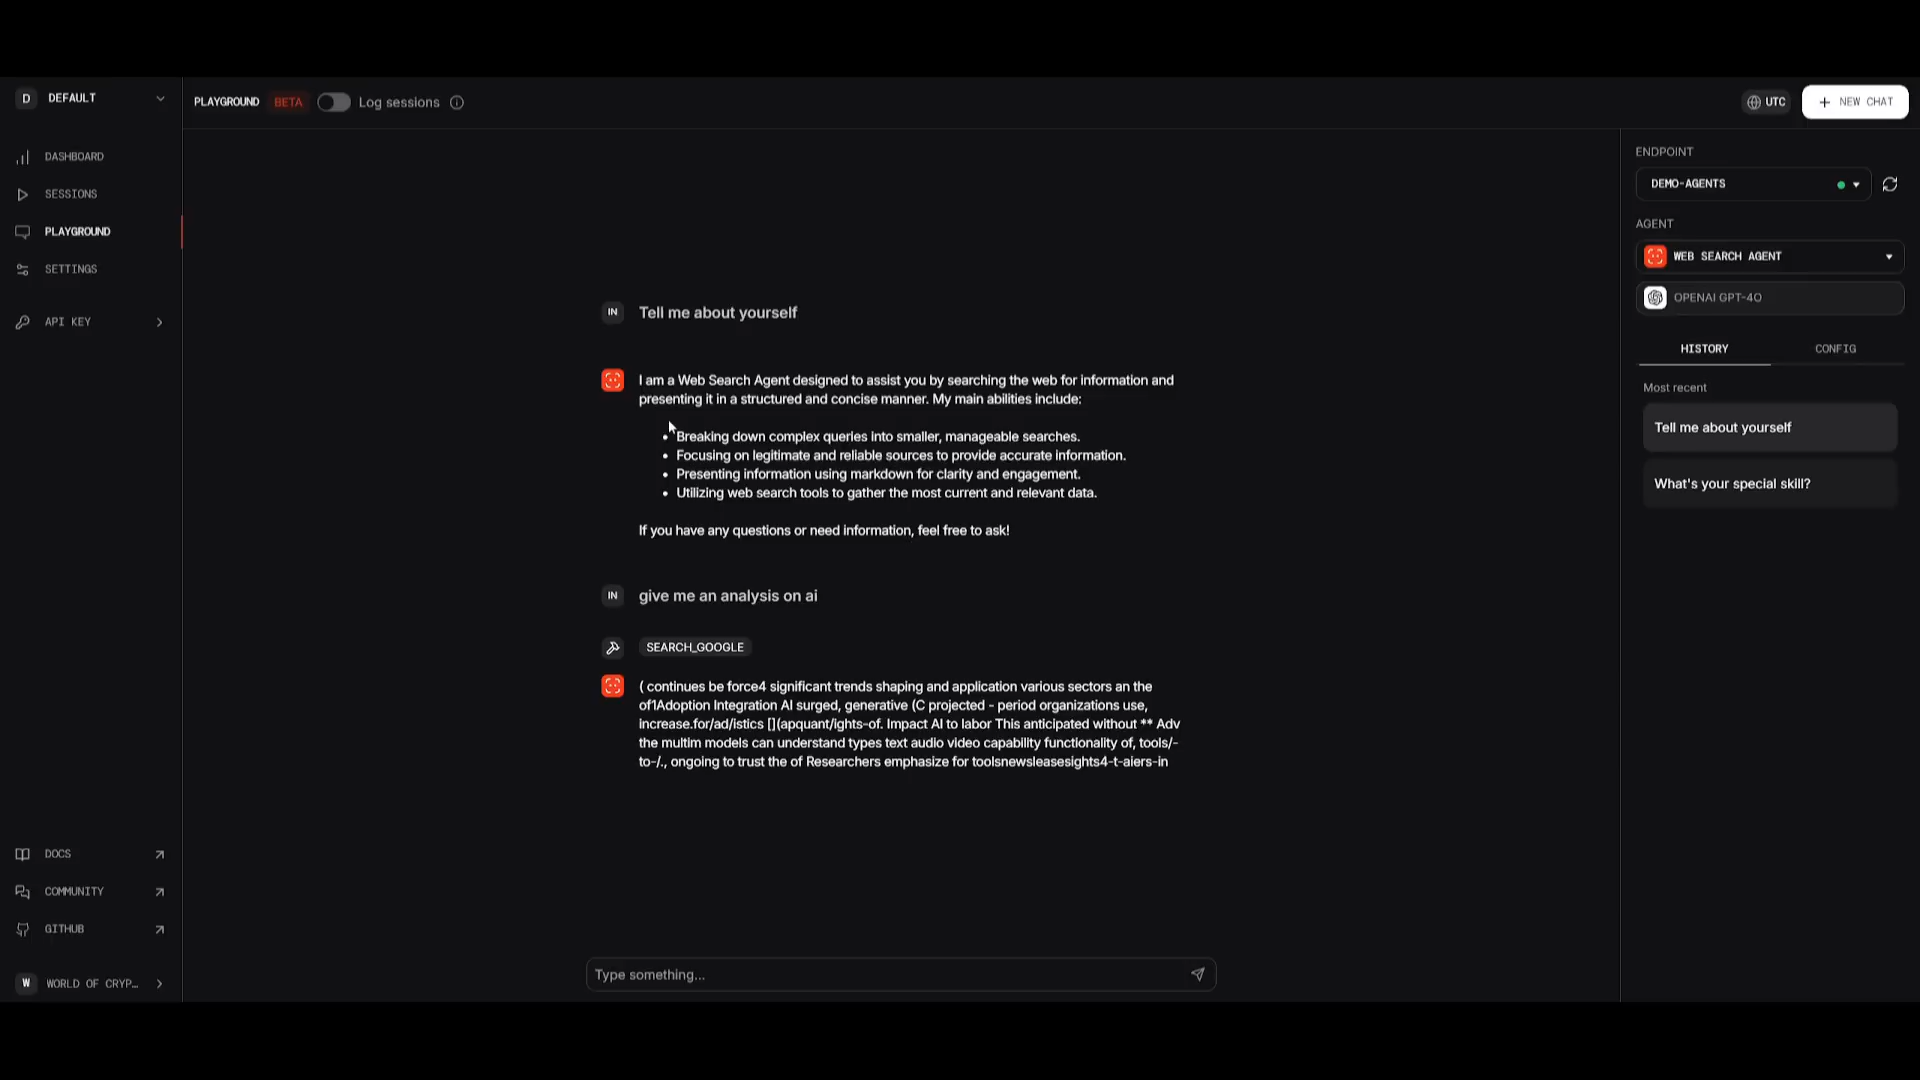 D DEFAULT
DASHBOARD
SESSIONS
PLAYGROUND
SETTINGS
API KEY
DOCS
COMMUNITY
GITHUB
W WORLD OF CRYP…
PLAYGROUND BETA Log sessions
UTC
+ NEW CHAT
IN Tell me about yourself
I am a Web Search Agent designed to assist you by searching the web for information and
presenting it in a structured and concise manner. My main abilities include:
• Breaking down complex queries into smaller, manageable searches.
• Focusing on legitimate and reliable sources to provide accurate information.
• Presenting information using markdown for clarity and engagement.
• Utilizing web search tools to gather the most current and relevant data.
If you have any questions or need information, feel free to ask!
IN give me an analysis on ai
SEARCH_GOOGLE
( continues be force4 significant trends shaping and application various sectors an the
of1Adoption Integration AI surged, generative (C projected - period organizations use,
increase.for/ad/istics [](apquant/ights-of. Impact AI to labor This anticipated without ** Adv
the multim models can understand types text audio video capability functionality of, tools/-
to-/., ongoing to trust the of Researchers emphasize for toolsnewsleasesights4-t-aiers-in
Type something...
ENDPOINT
DEMO-AGENTS
AGENT
WEB SEARCH AGENT
OPENAI GPT-4O
HISTORY CONFIG
Most recent
Tell me about yourself
What's your special skill?